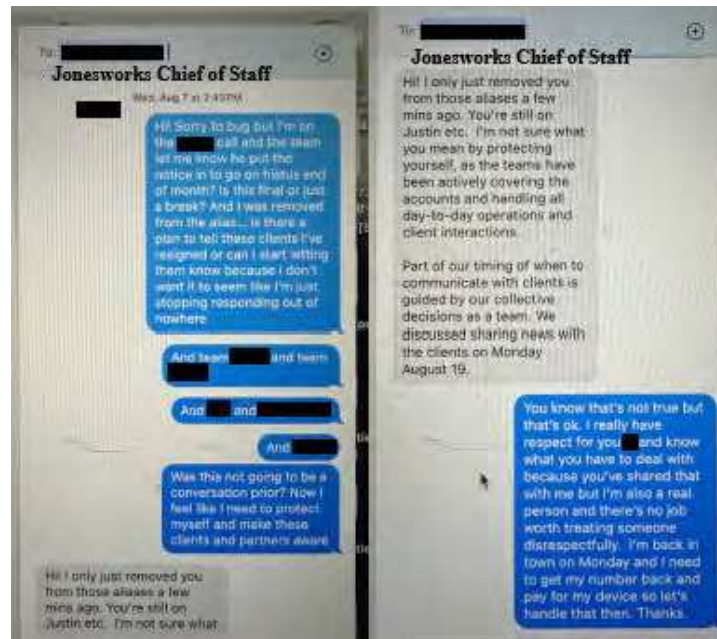 To:
Jonesworks Chief of Staff
Wed, Aug 7 at 2:43PM
Hi! Sorry to bug but I'm on
the call and the team
let me know he put the
notice in to go on hiatus end
of month? Is this final or just
a break? And I was removed
from the alias... is there a
plan to tell these clients I've
resigned or can I start letting
them know because I don't
want it to seem like I'm just
stopping responding out of
nowhere
And team and team
And and
And
Was this not going to be a
conversation prior? Now I
feel like I need to protect
myself and make these
clients and partners aware
Hi! I only just removed you
from those aliases a few
mins ago. You're still on
Justin etc. I'm not sure what
To:
Jonesworks Chief of Staff
Hi! I only just removed you
from those aliases a few
mins ago. You're still on
Justin etc. I'm not sure what
you mean by protecting
yourself, as the teams have
been actively covering the
accounts and handling all
day-to-day operations and
client interactions.
Part of our timing of when to
communicate with clients is
guided by our collective
decisions as a team. We
discussed sharing news with
the clients on Monday
August 19.
You know that's not true but
that's ok. I really have
respect for you and know
what you have to deal with
because you've shared that
with me but I'm also a real
person and there's no job
worth treating someone
disrespectfully. I'm back in
town on Monday and I need
to get my number back and
pay for my device so let's
handle that then. Thanks.